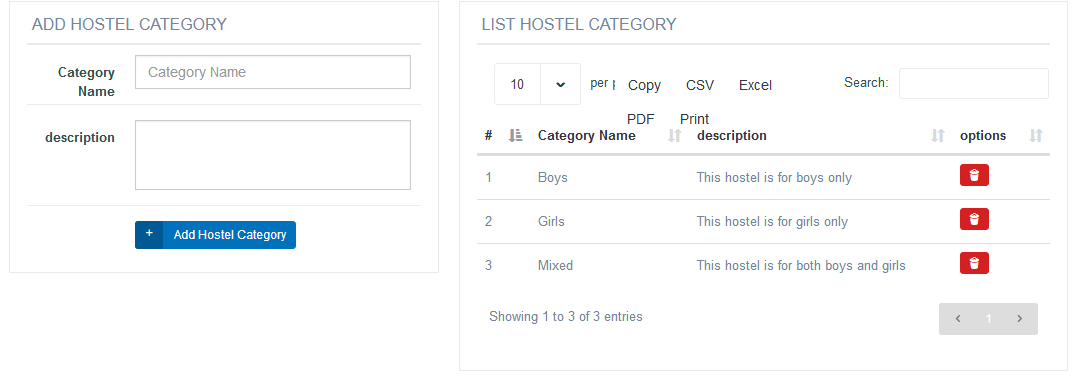 ADD HOSTEL CATEGORY
Category Name
Category Name
description
+ Add Hostel Category
LIST HOSTEL CATEGORY
10 per Copy CSV Excel Search:
PDF Print
# Category Name description options
1 Boys This hostel is for boys only
2 Girls This hostel is for girls only
3 Mixed This hostel is for both boys and girls
Showing 1 to 3 of 3 entries
‹ 1 ›